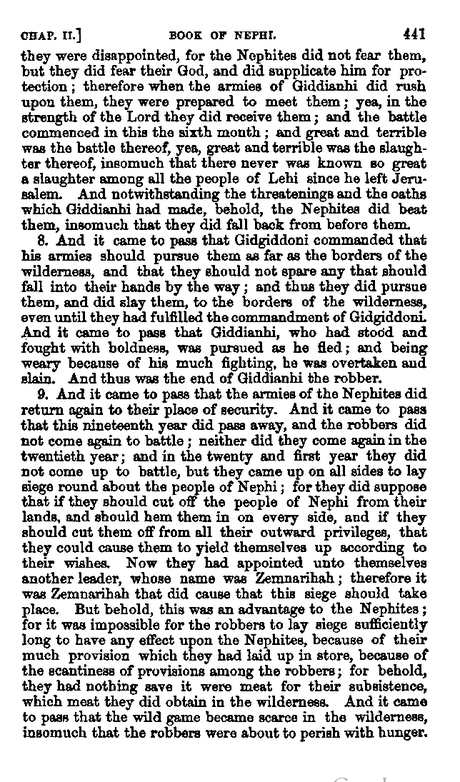 CHAP. II.] BOOK OF NEPHI. 441
they were disappointed, for the Nephites did not fear them,
but they did fear their God, and did supplicate him for pro-
tection; therefore when the armies of Giddianhi did rush
upon them, they were prepared to meet them; yea, in the
strength of the Lord they did receive them; and the battle
commenced in this the sixth month; and great and terrible
was the battle thereof, yea, great and terrible was the slaugh-
ter thereof, insomuch that there never was known so great
a slaughter among all the people of Lehi since he left Jeru-
salem. And notwithstanding the threatenings and the oaths
which Giddianhi had made, behold, the Nephites did beat
them, insomuch that they did fall back from before them.
8. And it came to pass that Gidgiddoni commanded that
his armies should pursue them as far as the borders of the
wilderness, and that they should not spare any that should
fall into their hands by the way; and thus they did pursue
them, and did slay them, to the borders of the wilderness,
even until they had fulfilled the commandment of Gidgiddoni.
And it came to pass that Giddianhi, who had stood and
fought with boldness, was pursued as he fled; and being
weary because of his much fighting, he was overtaken and
slain. And thus was the end of Giddianhi the robber.
9. And it came to pass that the armies of the Nephites did
return again to their place of security. And it came to pass
that this nineteenth year did pass away, and the robbers did
not come again to battle; neither did they come again in the
twentieth year; and in the twenty and first year they did
not come up to battle, but they came up on all sides to lay
siege round about the people of Nephi; for they did suppose
that if they should cut off the people of Nephi from their
lands, and should hem them in on every side, and if they
should cut them off from all their outward privileges, that
they could cause them to yield themselves up according to
their wishes. Now they had appointed unto themselves
another leader, whose name was Zemnarihah; therefore it
was Zemnarihah that did cause that this siege should take
place. But behold, this was an advantage to the Nephites;
for it was impossible for the robbers to lay siege sufficiently
long to have any effect upon the Nephites, because of their
much provision which they had laid up in store, because of
the scantiness of provisions among the robbers; for behold,
they had nothing save it were meat for their subsistence,
which meat they did obtain in the wilderness. And it came
to pass that the wild game became scarce in the wilderness,
insomuch that the robbers were about to perish with hunger.